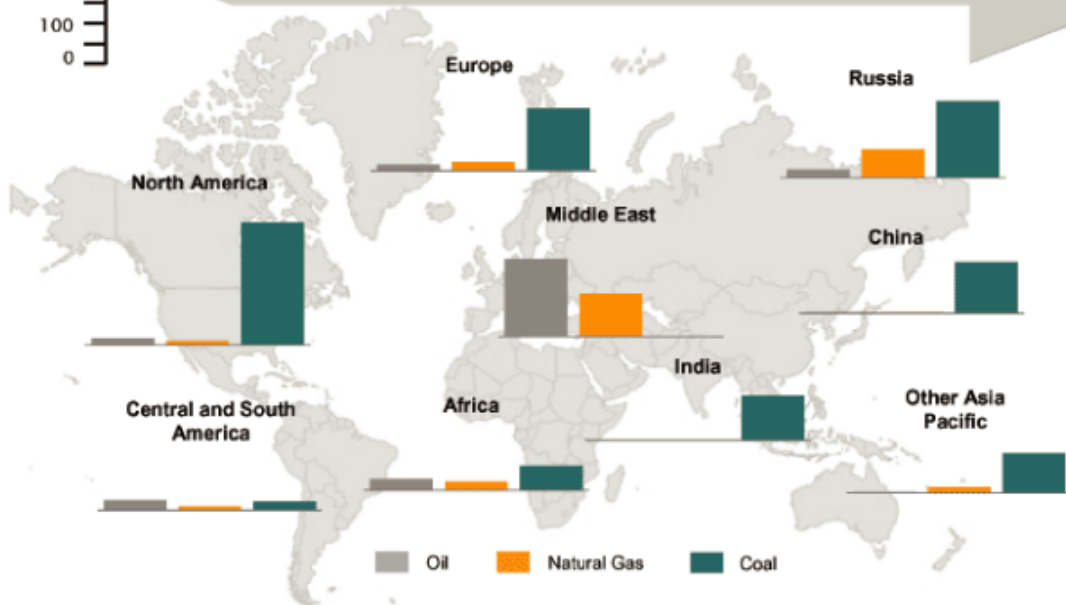 100
0
Europe
Russia
North America
Middle East
China
India
Central and South
America
Africa
Other Asia
Pacific
Oil
Natural Gas
Coal